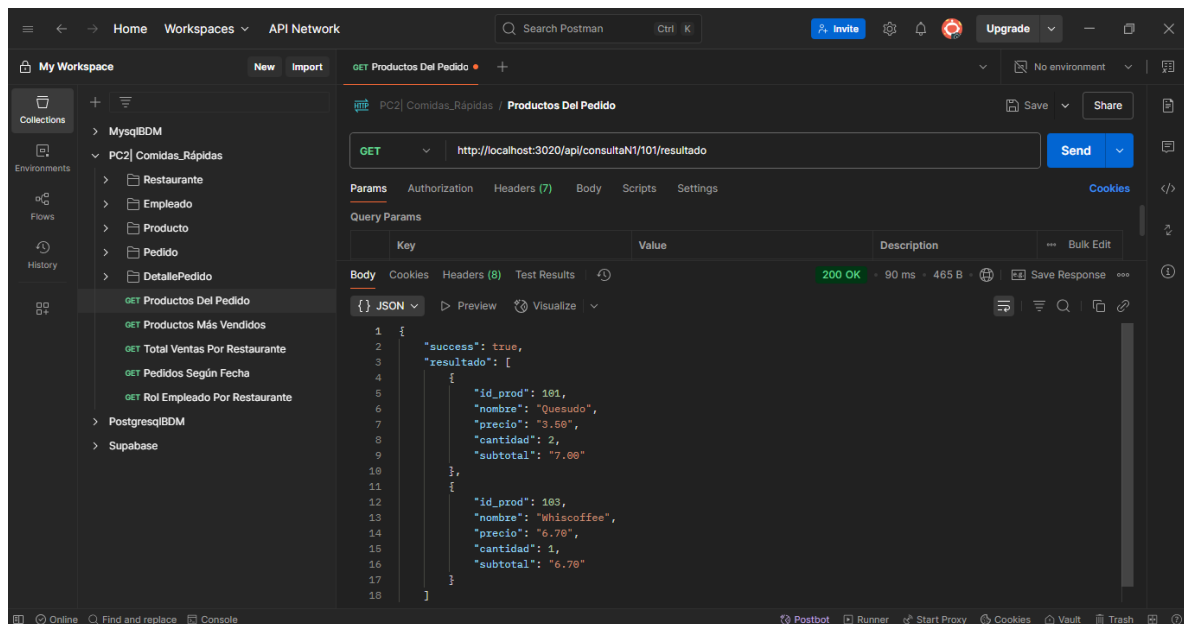 Home Workspaces API Network Search Postman Ctrl K Invite Upgrade
My Workspace New Import GET Productos Del Pedido No environment
Collections
Environments
Flows
History
MysqlBDM
PC2| Comidas_Rápidas
Restaurante
Empleado
Producto
Pedido
DetallePedido
GET Productos Del Pedido
GET Productos Más Vendidos
GET Total Ventas Por Restaurante
GET Pedidos Según Fecha
GET Rol Empleado Por Restaurante
PostgresqlBDM
Supabase
HTTP PC2| Comidas_Rápidas / Productos Del Pedido Save Share
GET http://localhost:3020/api/consultaN1/101/resultado Send
Params Authorization Headers (7) Body Scripts Settings Cookies
Query Params
Key Value Description Bulk Edit
Body Cookies Headers (8) Test Results 200 OK 90 ms 465 B e.g. Save Response
{} JSON Preview Visualize
1 {
2 "success": true,
3 "resultado": [
4 {
5 "id_prod": 101,
6 "nombre": "Quesudo",
7 "precio": "3.50",
8 "cantidad": 2,
9 "subtotal": "7.00"
10 },
11 {
12 "id_prod": 103,
13 "nombre": "Whiscoffee",
14 "precio": "6.70",
15 "cantidad": 1,
16 "subtotal": "6.70"
17 }
18 ]
Online Find and replace Console Postbot Runner Start Proxy Cookies Vault Trash